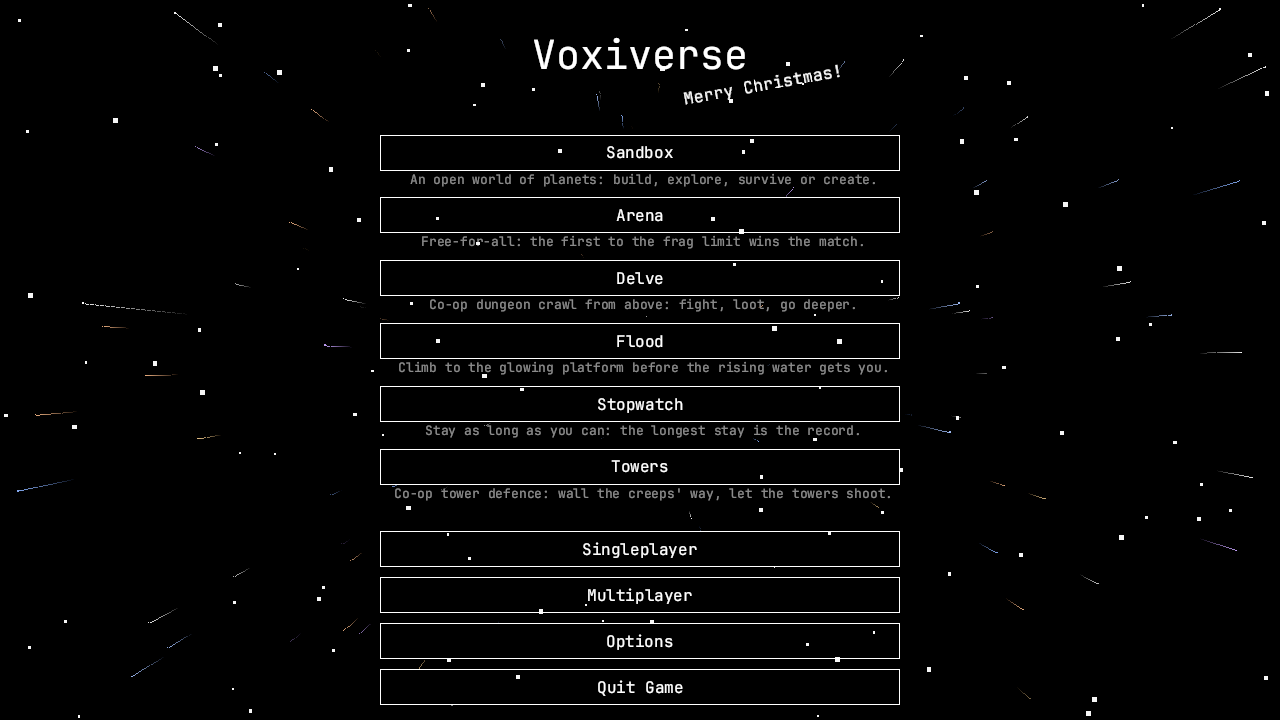 Voxiverse
Merry Christmas!
Sandbox
An open world of planets: build, explore, survive or create.
Arena
Free-for-all: the first to the frag limit wins the match.
Delve
Co-op dungeon crawl from above: fight, loot, go deeper.
Flood
Climb to the glowing platform before the rising water gets you.
Stopwatch
Stay as long as you can: the longest stay is the record.
Towers
Co-op tower defence: wall the creeps' way, let the towers shoot.
Singleplayer
Multiplayer
Options
Quit Game